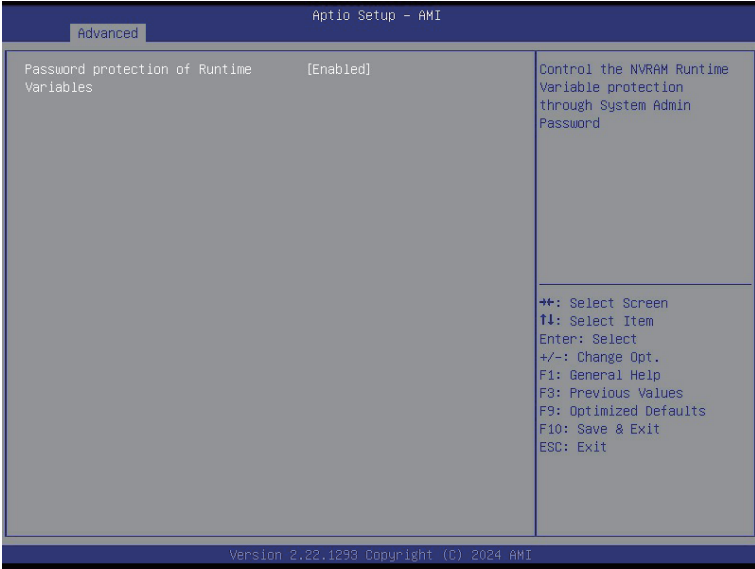 Aptio Setup – AMI
Advanced
Password protection of Runtime [Enabled]
Variables
Control the NVRAM Runtime
Variable protection
through System Admin
Password
→←: Select Screen
↑↓: Select Item
Enter: Select
+/-: Change Opt.
F1: General Help
F3: Previous Values
F9: Optimized Defaults
F10: Save & Exit
ESC: Exit
Version 2.22.1293 Copyright (C) 2024 AMI